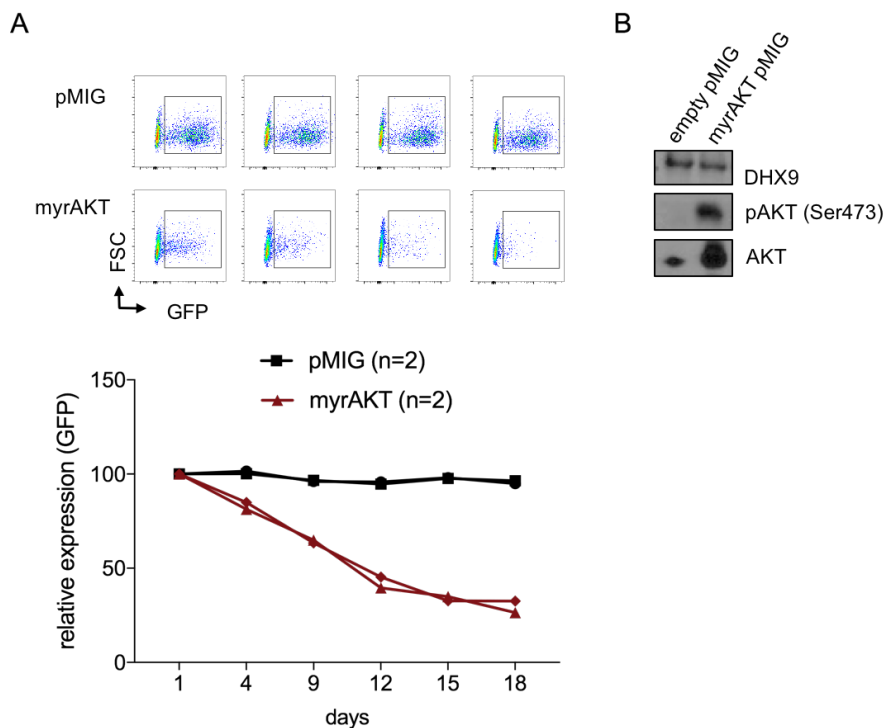 A
pMIG
myrAKT
FSC
GFP
pMIG (n=2)
myrAKT (n=2)
relative expression (GFP)
150
100
50
0
1 4 9 12 15 18
days
B
empty pMIG
myrAKT pMIG
DHX9
pAKT (Ser473)
AKT